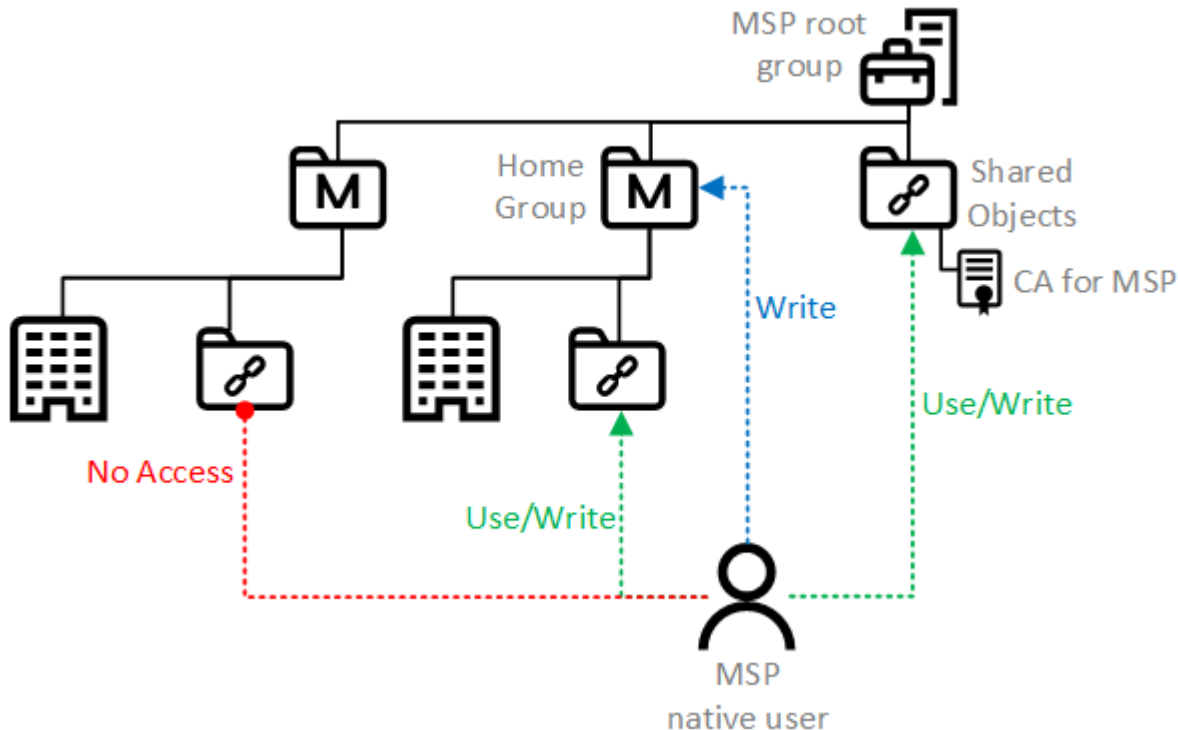 MSP root
group
M
Home
Group
M
Shared
Objects
CA for MSP
Write
Use/Write
No Access
Use/Write
MSP
native user